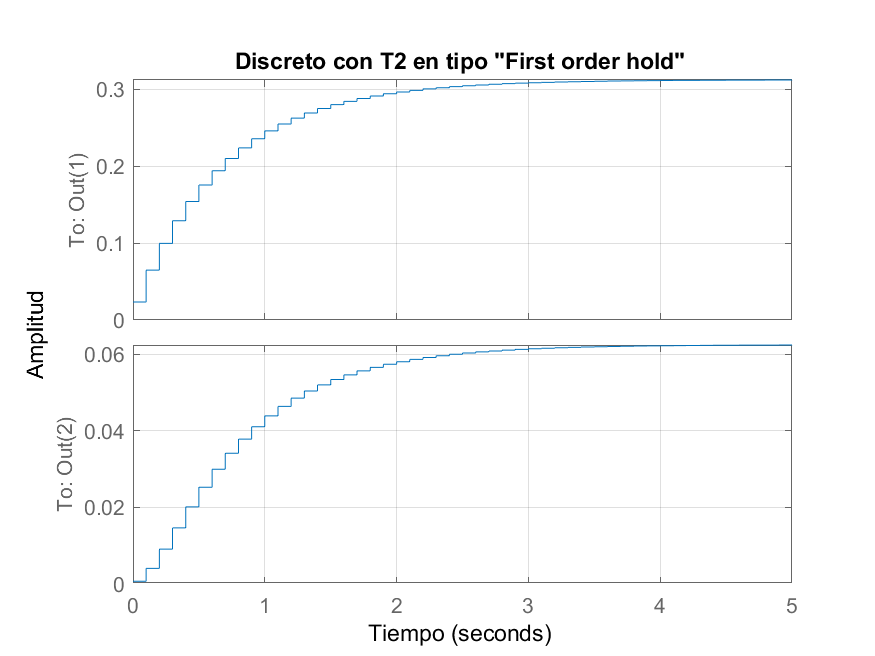 Discreto con T2 en tipo "First order hold"
Amplitud
To: Out(1)
0.3
0.2
0.1
0
To: Out(2)
0.06
0.04
0.02
0
0 1 2 3 4 5
Tiempo (seconds)